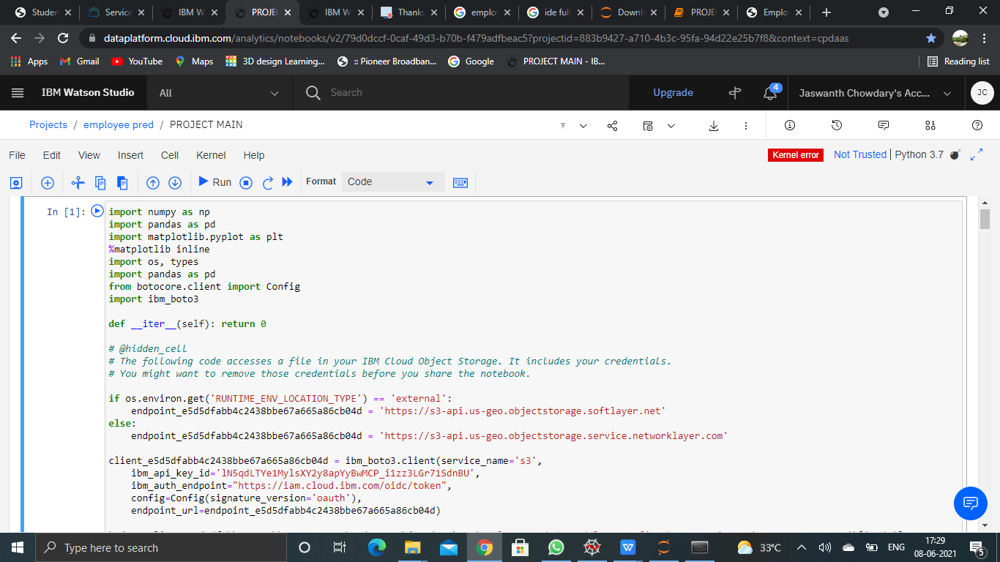 Studen
Service
IBM W
PROJEC
IBM W
Thanks
employ
ide full
Downl
PROJE
Emplo
dataplatform.cloud.ibm.com/analytics/notebooks/v2/79d0dccf-0caf-49d3-b70b-f479adfbeac5?projectid=883b9427-a710-4b3c-95fa-94d22e25b7f8&context=cpdaas
Apps Gmail YouTube Maps 3D design Learning... :: Pioneer Broadban... Google PROJECT MAIN - IB... Reading list
IBM Watson Studio All Search Upgrade 4 Jaswanth Chowdary's Acc... JC
Projects / employee pred / PROJECT MAIN
File Edit View Insert Cell Kernel Help Kernel error Not Trusted | Python 3.7
Run Format Code
In [1]: import numpy as np
import pandas as pd
import matplotlib.pyplot as plt
%matplotlib inline
import os, types
import pandas as pd
from botocore.client import Config
import ibm_boto3
def __iter__(self): return 0
# @hidden_cell
# The following code accesses a file in your IBM Cloud Object Storage. It includes your credentials.
# You might want to remove those credentials before you share the notebook.
if os.environ.get('RUNTIME_ENV_LOCATION_TYPE') == 'external':
endpoint_e5d5dfabb4c2438bbe67a665a86cb04d = 'https://s3-api.us-geo.objectstorage.softlayer.net'
else:
endpoint_e5d5dfabb4c2438bbe67a665a86cb04d = 'https://s3-api.us-geo.objectstorage.service.networklayer.com'
client_e5d5dfabb4c2438bbe67a665a86cb04d = ibm_boto3.client(service_name='s3',
ibm_api_key_id='lN5qdLTYe1MylsXY2y8apYyBwMCP_i1zz3LGr71SdnBU',
ibm_auth_endpoint="https://iam.cloud.ibm.com/oidc/token",
config=Config(signature_version='oauth'),
endpoint_url=endpoint_e5d5dfabb4c2438bbe67a665a86cb04d)
Type here to search 33°C ENG 17:29
08-06-2021 5